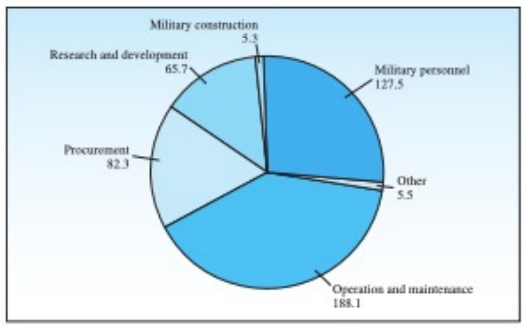 Military construction
5.3
Research and development
65.7
Military personnel
127.5
Procurement
82.3
Other
5.5
Operation and maintenance
188.1